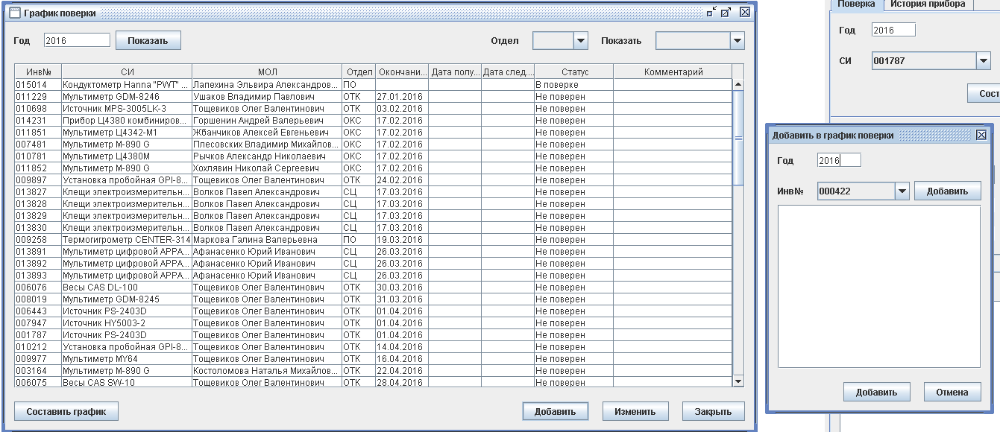 График поверки
Год 2016 Показать Отдел Показать
Инв№ СИ МОЛ Отдел Окончани... Дата полу... Дата след... Статус Комментарий
015014 Кондуктометр Hanna "PWT" ... Лапехина Эльвира Александров... ПО В поверке
011229 Мультиметр GDM-8246 Ушаков Владимир Павлович ОТК 27.01.2016 Не поверен
010698 Источник MPS-3005LK-3 Тощевиков Олег Валентинович ОТК 03.02.2016 Не поверен
014231 Прибор Ц4380 комбиниров... Горшенин Андрей Валерьевич ОКС 17.02.2016 Не поверен
011851 Мультиметр Ц4342-М1 Жбанчиков Алексей Евгеньевич ОКС 17.02.2016 Не поверен
007481 Мультиметр M-890 G Плесовских Владимир Михайлов... ОКС 17.02.2016 Не поверен
010781 Мультиметр Ц4380М Рычков Александр Николаевич ОКС 17.02.2016 Не поверен
011852 Мультиметр M-890 G Хохлявин Николай Сергеевич ОКС 17.02.2016 Не поверен
009897 Установка пробойная GPI-8... Тощевиков Олег Валентинович ОТК 24.02.2016 Не поверен
013827 Клещи электроизмерительн... Волков Павел Александрович СЦ 17.03.2016 Не поверен
013828 Клещи электроизмерительн... Волков Павел Александрович СЦ 17.03.2016 Не поверен
013829 Клещи электроизмерительн... Волков Павел Александрович СЦ 17.03.2016 Не поверен
013830 Клещи электроизмерительн... Волков Павел Александрович СЦ 17.03.2016 Не поверен
009258 Термогигрометр CENTER-314 Маркова Галина Валерьевна ПО 19.03.2016 Не поверен
013891 Мультиметр цифровой APPA... Афанасенко Юрий Иванович СЦ 26.03.2016 Не поверен
013892 Мультиметр цифровой APPA... Афанасенко Юрий Иванович СЦ 26.03.2016 Не поверен
013893 Мультиметр цифровой APPA... Афанасенко Юрий Иванович СЦ 26.03.2016 Не поверен
006076 Весы CAS DL-100 Тощевиков Олег Валентинович ОТК 30.03.2016 Не поверен
008019 Мультиметр GDM-8245 Тощевиков Олег Валентинович ОТК 31.03.2016 Не поверен
006443 Источник PS-2403D Тощевиков Олег Валентинович ОТК 01.04.2016 Не поверен
007947 Источник HY5003-2 Тощевиков Олег Валентинович ОТК 01.04.2016 Не поверен
001787 Источник PS-2403D Тощевиков Олег Валентинович ОТК 01.04.2016 Не поверен
010212 Установка пробойная GPI-8... Тощевиков Олег Валентинович ОТК 14.04.2016 Не поверен
009977 Мультиметр MY64 Тощевиков Олег Валентинович ОТК 16.04.2016 Не поверен
003164 Мультиметр M-890 G Костоломова Наталья Михайлов... ОТК 22.04.2016 Не поверен
006075 Весы CAS SW-10 Тощевиков Олег Валентинович ОТК 28.04.2016 Не поверен
Составить график Добавить Изменить Закрыть
Поверка История прибора
Год 2016
СИ 001787
Сост
Добавить в график поверки
Год 2016
Инв№ 000422 Добавить
Добавить Отмена